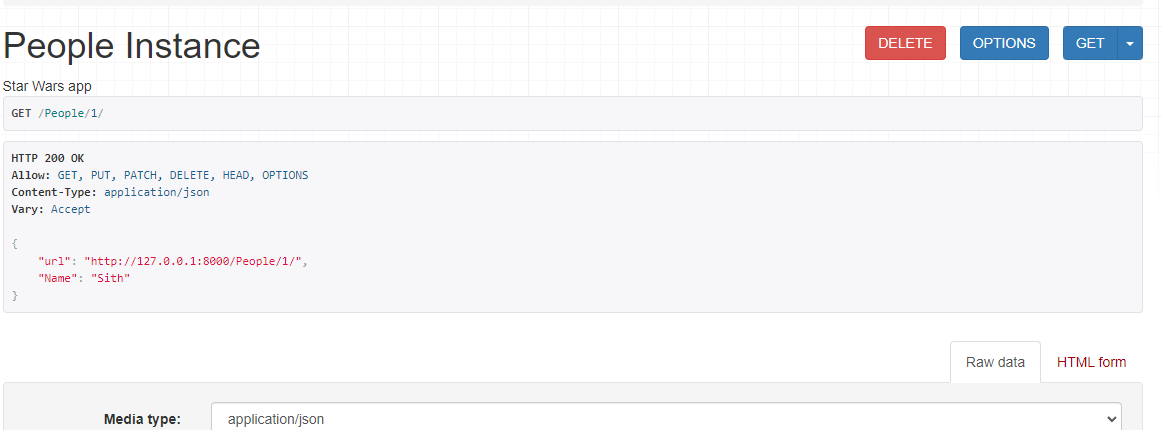 People Instance
DELETE
OPTIONS
GET
Star Wars app
GET /People/1/
HTTP 200 OK
Allow: GET, PUT, PATCH, DELETE, HEAD, OPTIONS
Content-Type: application/json
Vary: Accept
{
    "url": "http://127.0.0.1:8000/People/1/",
    "Name": "Sith"
}
Raw data
HTML form
Media type:
application/json